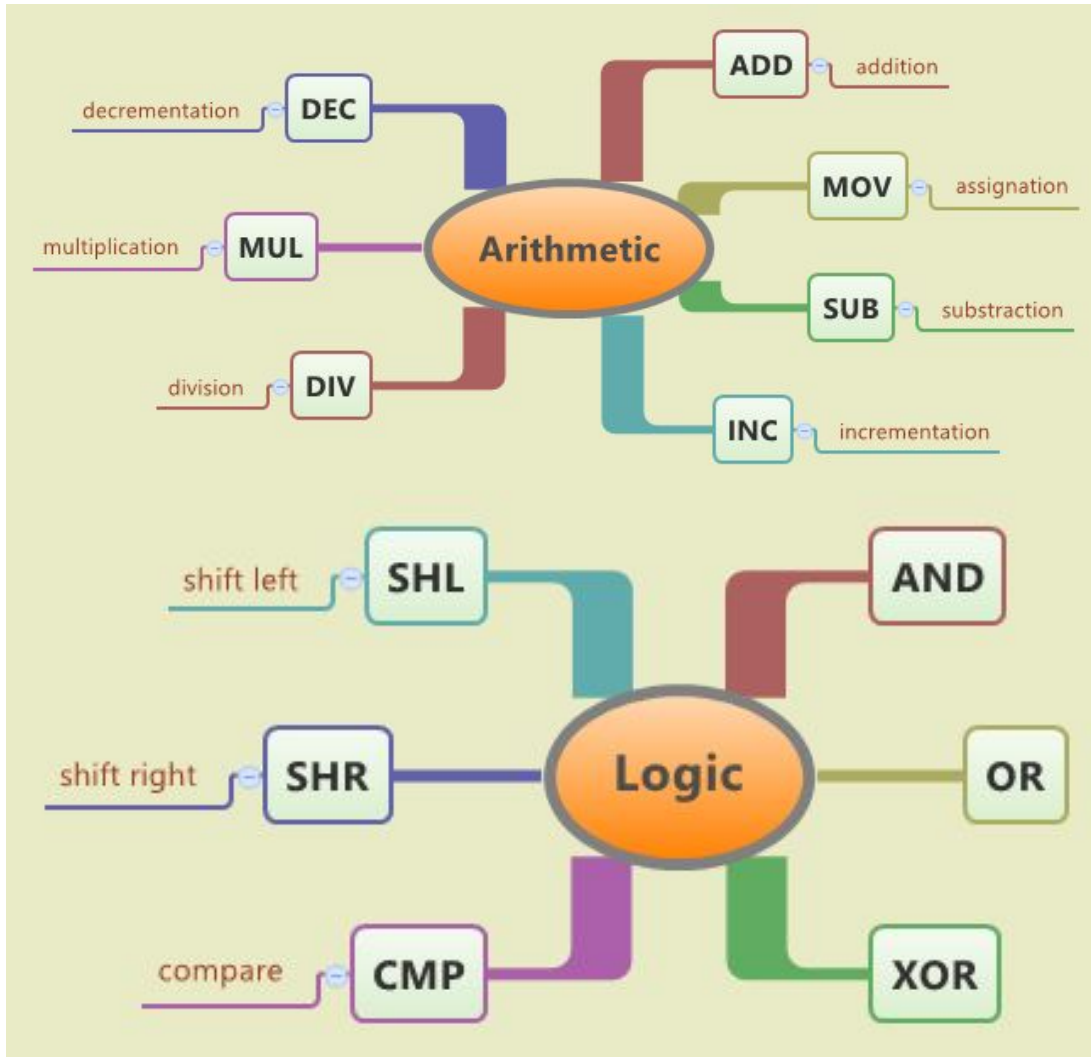 ADD
addition
DEC
decrementation
MOV
assignation
MUL
multiplication
Arithmetic
SUB
substraction
DIV
division
INC
incrementation
SHL
shift left
AND
SHR
shift right
Logic
OR
CMP
compare
XOR